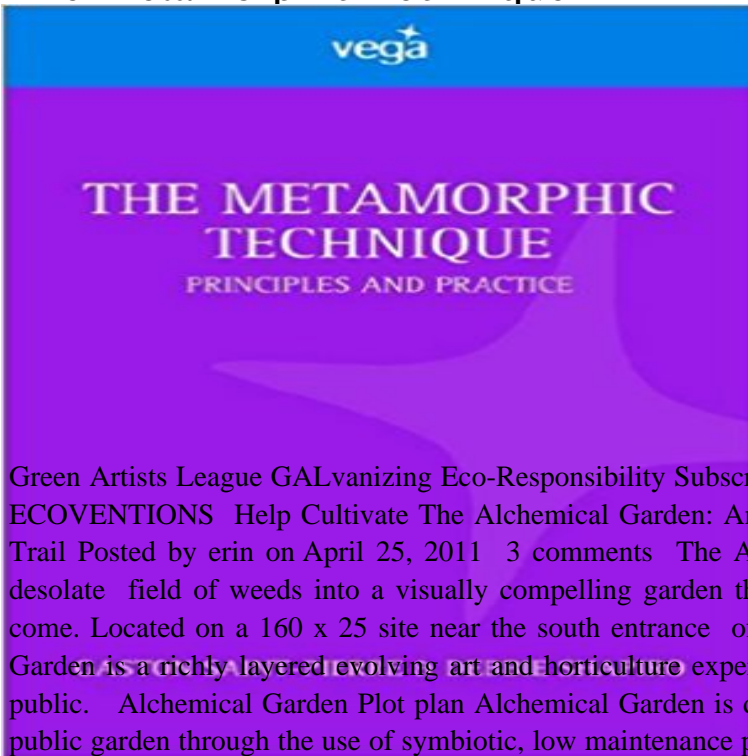 vega
THE METAMORPHIC
TECHNIQUE
PRINCIPLES AND PRACTICE
Green Artists League GALvanizing Eco-Responsibility
ECOVENTIONS Help Cultivate The Alchemical Garden:
Trail Posted by erin on April 25, 2011 3 comments The
desolate field of weeds into a visually compelling garden
come. Located on a 160 x 25 site near the south entrance
Garden is a richly layered evolving art and horticulture
public. Alchemical Garden Plot plan Alchemical Garden is
public garden through the use of symbiotic, low maintenance